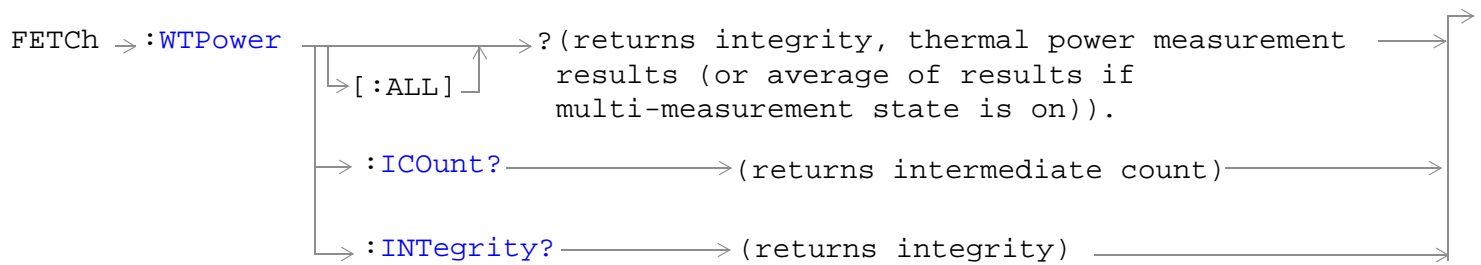 FETCh :WTPower ?(returns integrity, thermal power measurement
[:ALL] results (or average of results if
multi-measurement state is on)).
:ICOunt? (returns intermediate count)
:INTegrity? (returns integrity)